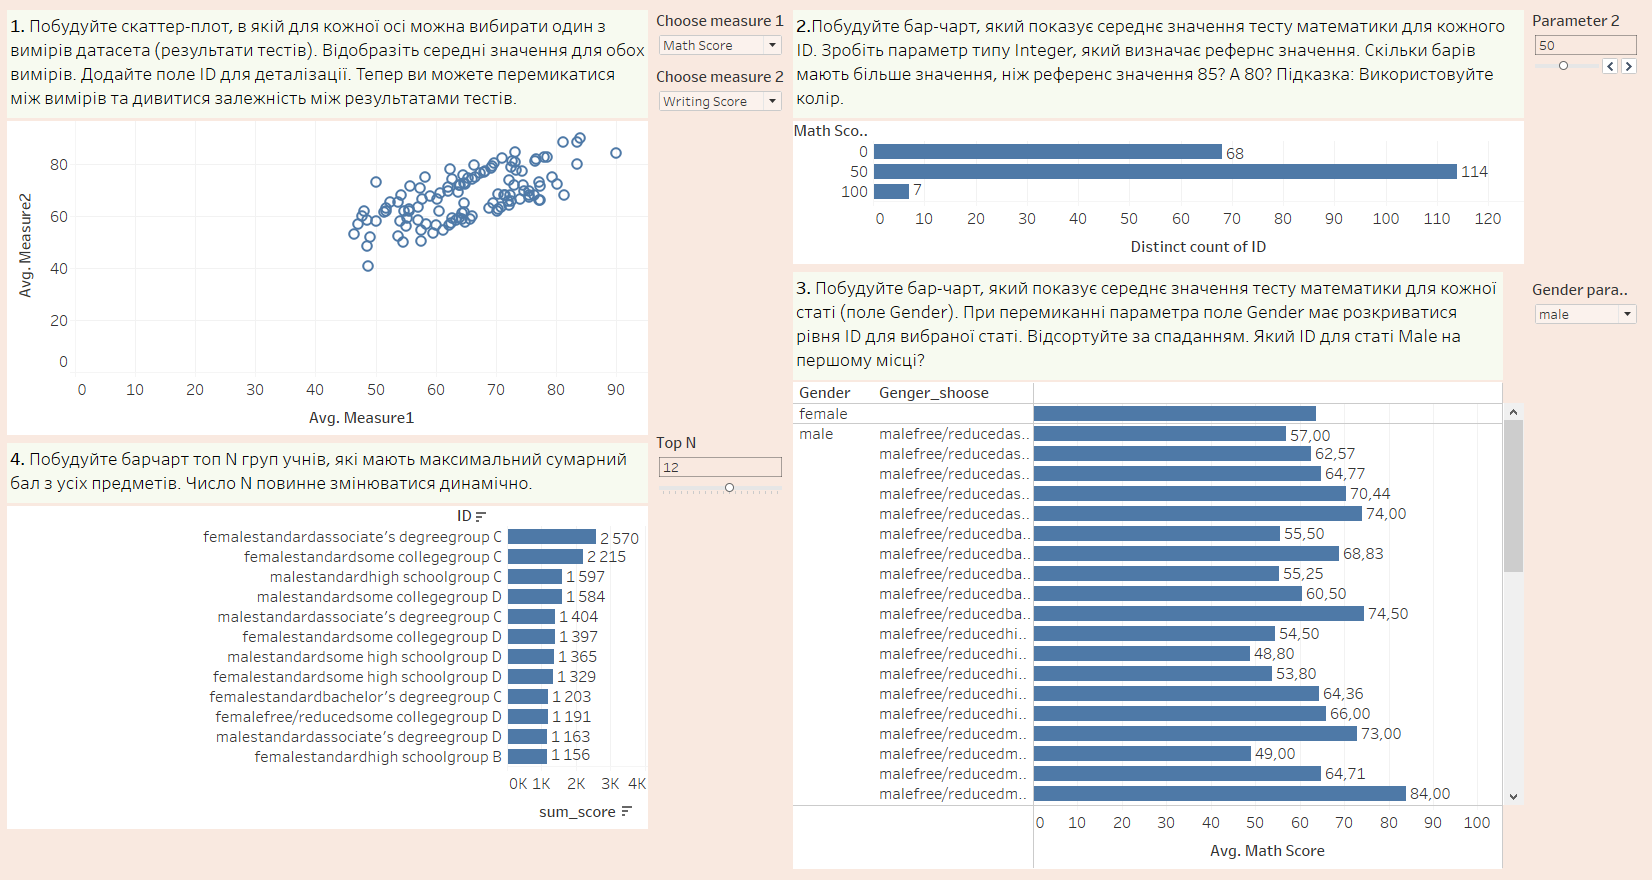 1. Побудуйте скаттер-плот, в якій для кожної осі можна вибирати один з
вимірів датасета (результати тестів). Відобразіть середні значення для обох
вимірів. Додайте поле ID для деталізації. Тепер ви можете перемикатися
між вимірів та дивитися залежність між результатами тестів.
Choose measure 1
Math Score
Choose measure 2
Writing Score
Avg. Measure2
80
60
40
20
0
0 10 20 30 40 50 60 70 80 90
Avg. Measure1
2.Побудуйте бар-чарт, який показує середнє значення тесту математики для кожного
ID. Зробіть параметр типу Integer, який визначає рефернс значення. Скільки барів
мають більше значення, ніж референс значення 85? А 80? Підказка: Використовуйте
колір.
Parameter 2
50
Math Sco..
0 68
50 114
100 7
0 10 20 30 40 50 60 70 80 90 100 110 120
Distinct count of ID
3. Побудуйте бар-чарт, який показує середнє значення тесту математики для кожної
статі (поле Gender). При перемиканні параметра поле Gender має розкриватися
рівня ID для вибраної статі. Відсортуйте за спаданням. Який ID для статі Male на
першому місці?
Gender para..
male
Gender Genger_shoose
female
male malefree/reducedas.. 57,00
malefree/reducedas.. 62,57
malefree/reducedas.. 64,77
malefree/reducedas.. 70,44
malefree/reducedas.. 74,00
malefree/reducedba.. 55,50
malefree/reducedba.. 68,83
malefree/reducedba.. 55,25
malefree/reducedba.. 60,50
malefree/reducedba.. 74,50
malefree/reducedhi.. 54,50
malefree/reducedhi.. 48,80
malefree/reducedhi.. 53,80
malefree/reducedhi.. 64,36
malefree/reducedhi.. 66,00
malefree/reducedm.. 73,00
malefree/reducedm.. 49,00
malefree/reducedm.. 64,71
malefree/reducedm.. 84,00
0 10 20 30 40 50 60 70 80 90 100
Avg. Math Score
4. Побудуйте барчарт топ N груп учнів, які мають максимальний сумарний
бал з усіх предметів. Число N повинне змінюватися динамічно.
Top N
12
ID
femalestandardassociate's degreegroup C 2 570
femalestandardsome collegegroup C 2 215
malestandardhigh schoolgroup C 1 597
malestandardsome collegegroup D 1 584
malestandardassociate's degreegroup C 1 404
femalestandardsome collegegroup D 1 397
malestandardsome high schoolgroup D 1 365
femalestandardsome high schoolgroup D 1 329
femalestandardbachelor's degreegroup C 1 203
femalefree/reducedsome collegegroup D 1 191
malestandardassociate's degreegroup D 1 163
femalestandardhigh schoolgroup B 1 156
0K 1K 2K 3K 4K
sum_score